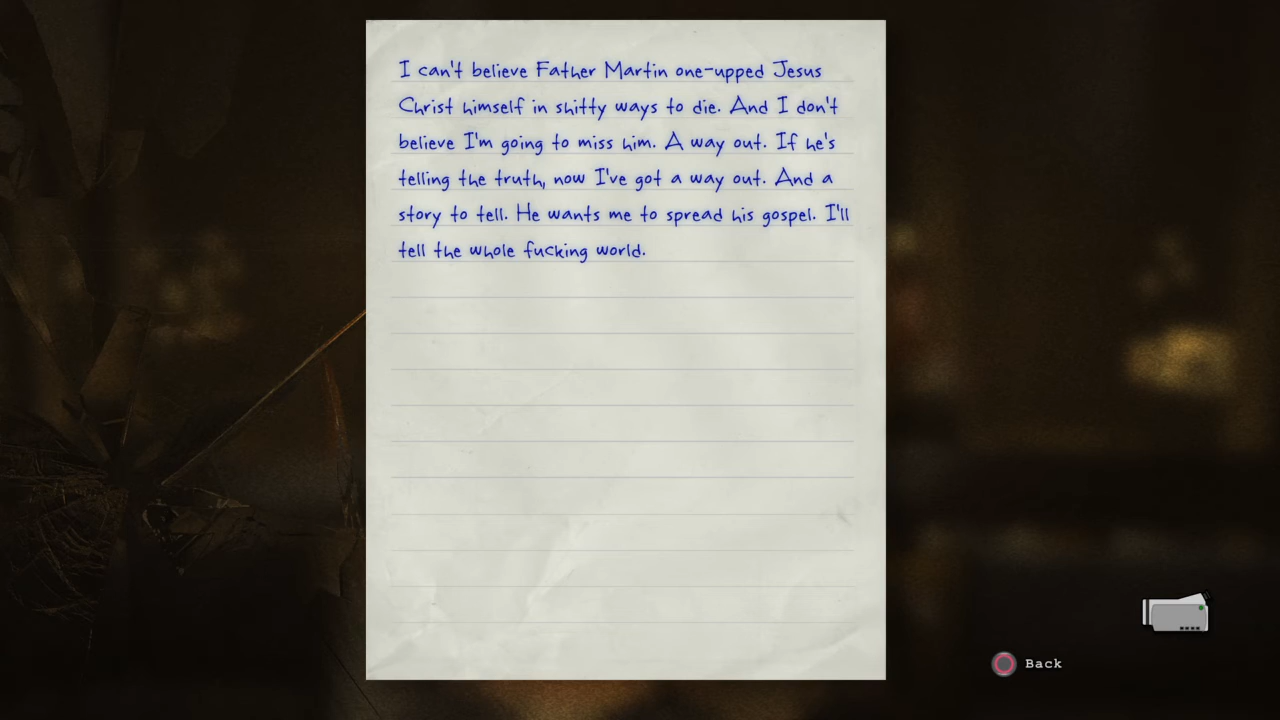 I can't believe Father Martin one-upped Jesus
Christ himself in shitty ways to die. And I don't
believe I'm going to miss him. A way out. If he's
telling the truth, now I've got a way out. And a
story to tell. He wants me to spread his gospel. I'll
tell the whole fucking world.
Back